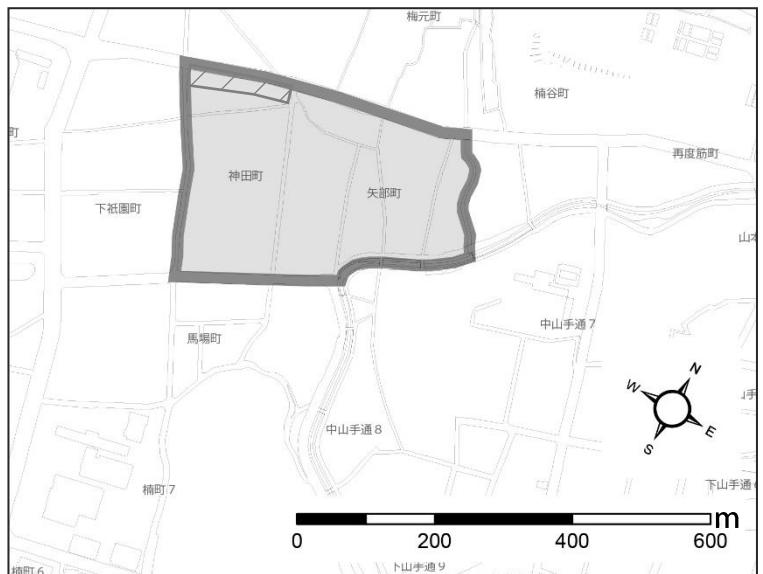 梅元町
楠谷町
町
再度筋町
神田町
矢部町
下祇園町
山本
中山手通7
馬場町
N
W
E
S
中山手通8
楠町7
下山手通
m
0 200 400 600
楠町6
下山手通9